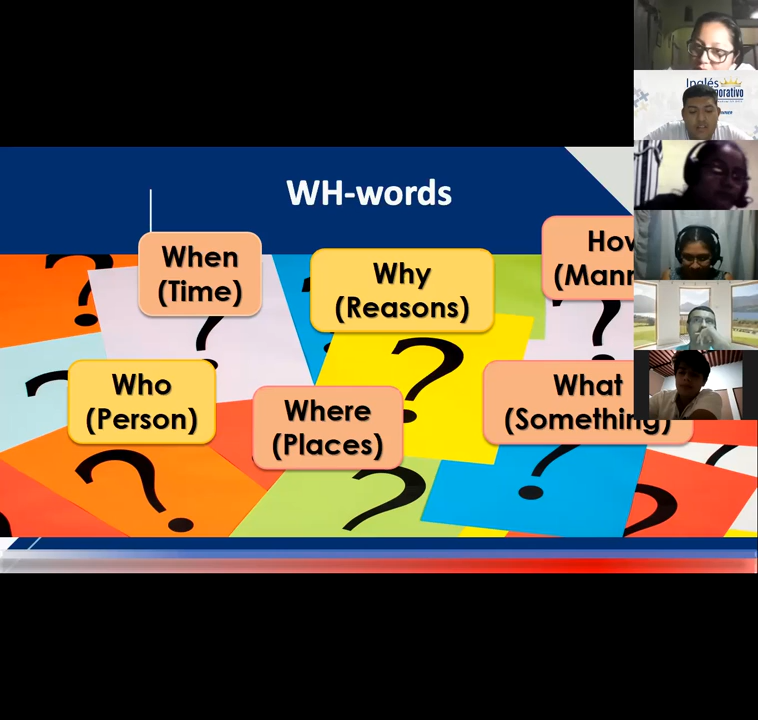 Inglés
WH-words
When
(Time)
Why
(Reasons)
Who
(Person)
Where
(Places)
What
(Something)